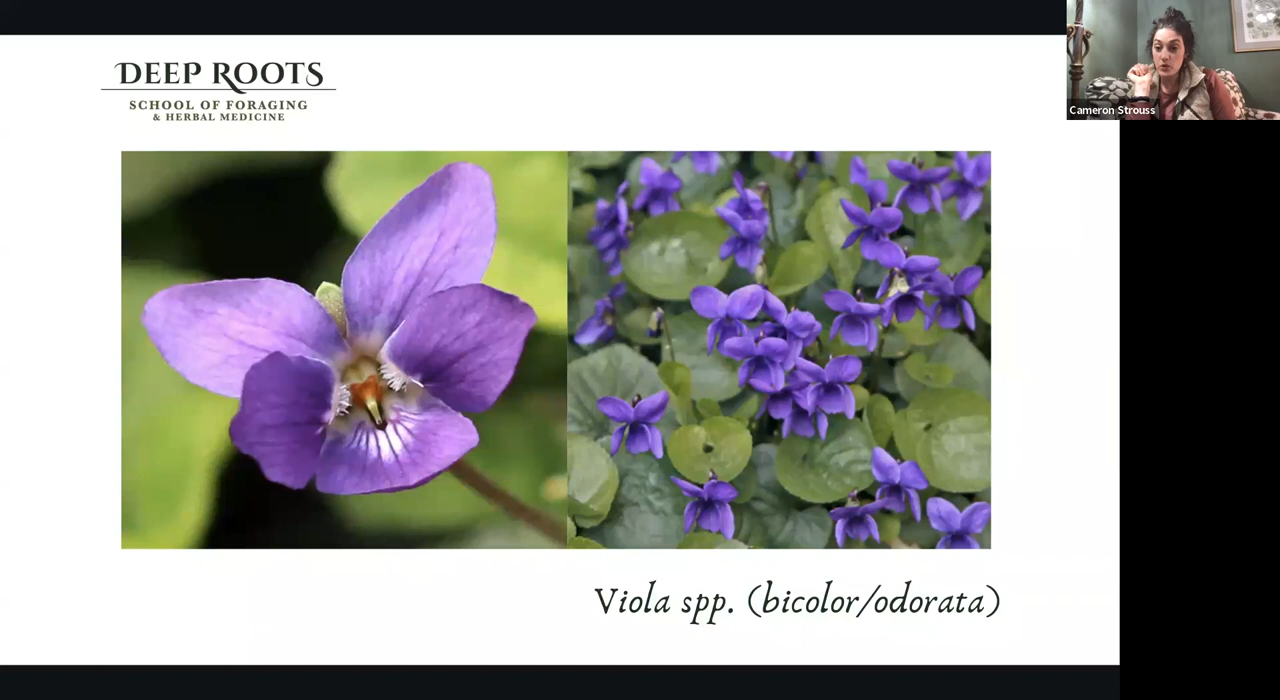 DEEP ROOTS
SCHOOL OF FORAGING
& HERBAL MEDICINE
Cameron Strouss
Viola spp. (bicolor/odorata)